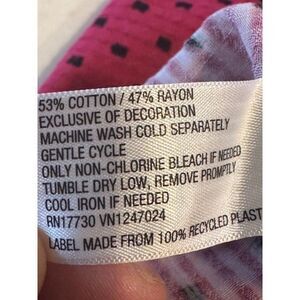 53% COTTON / 47% RAYON
EXCLUSIVE OF DECORATION
MACHINE WASH COLD SEPARATELY
GENTLE CYCLE
ONLY NON-CHLORINE BLEACH IF NEEDED
TUMBLE DRY LOW, REMOVE PROMPTLY
COOL IRON IF NEEDED
RN17730 VN1247024
LABEL MADE FROM 100% RECYCLED PLAST